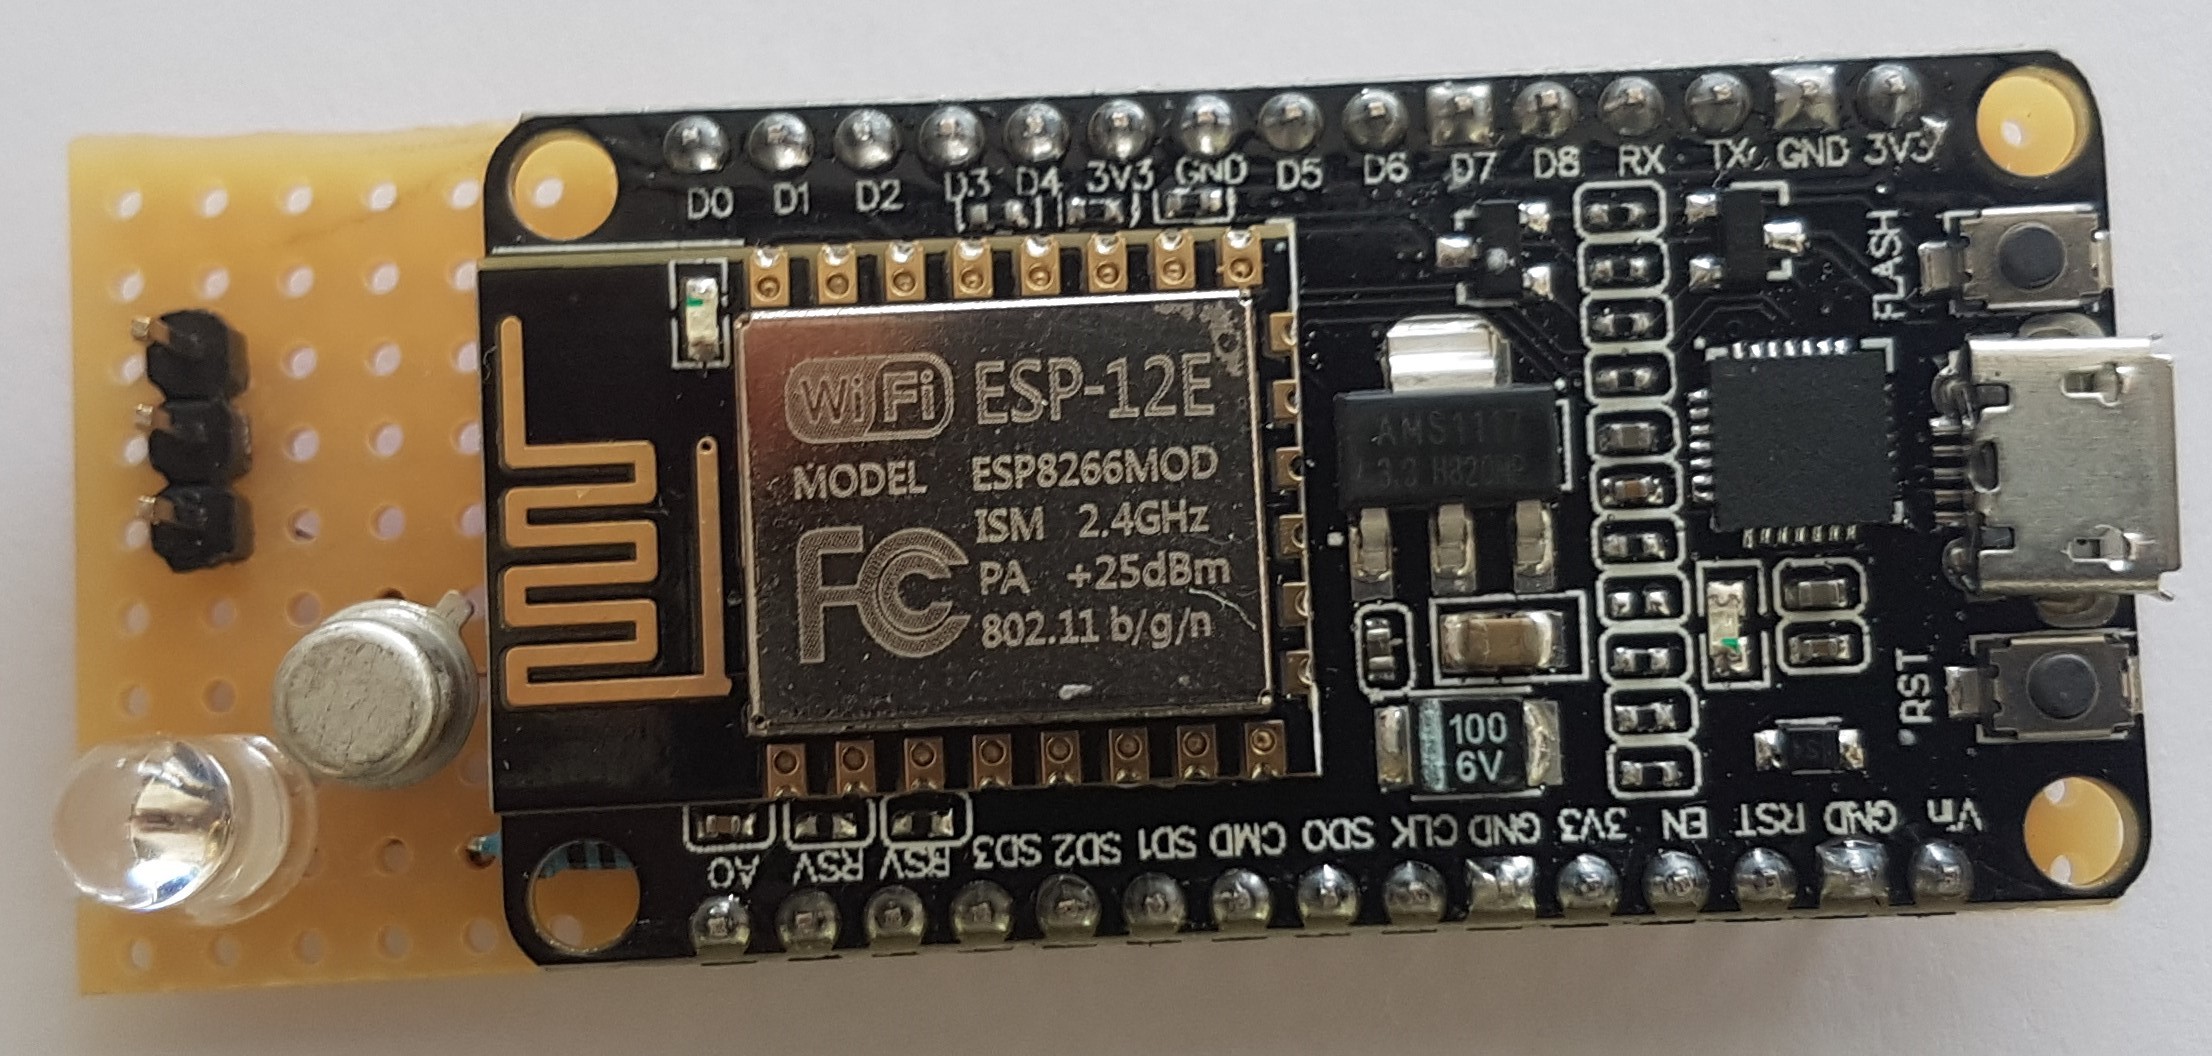 D0 D1 D2 D3 D4 3V3 GND D5 D6 D7 D8 RX TX GND 3V3
FLASH
WiFi ESP-12E
MODEL ESP8266MOD
ISM 2.4GHz
PA +25dBm
802.11 b/g/n
FCC
AMS1117
3.3
100
6V
RST
A0 RSV RSV SD3 SD2 SD1 CMD SD0 CLK GND 3V3 EN RST GND Vin